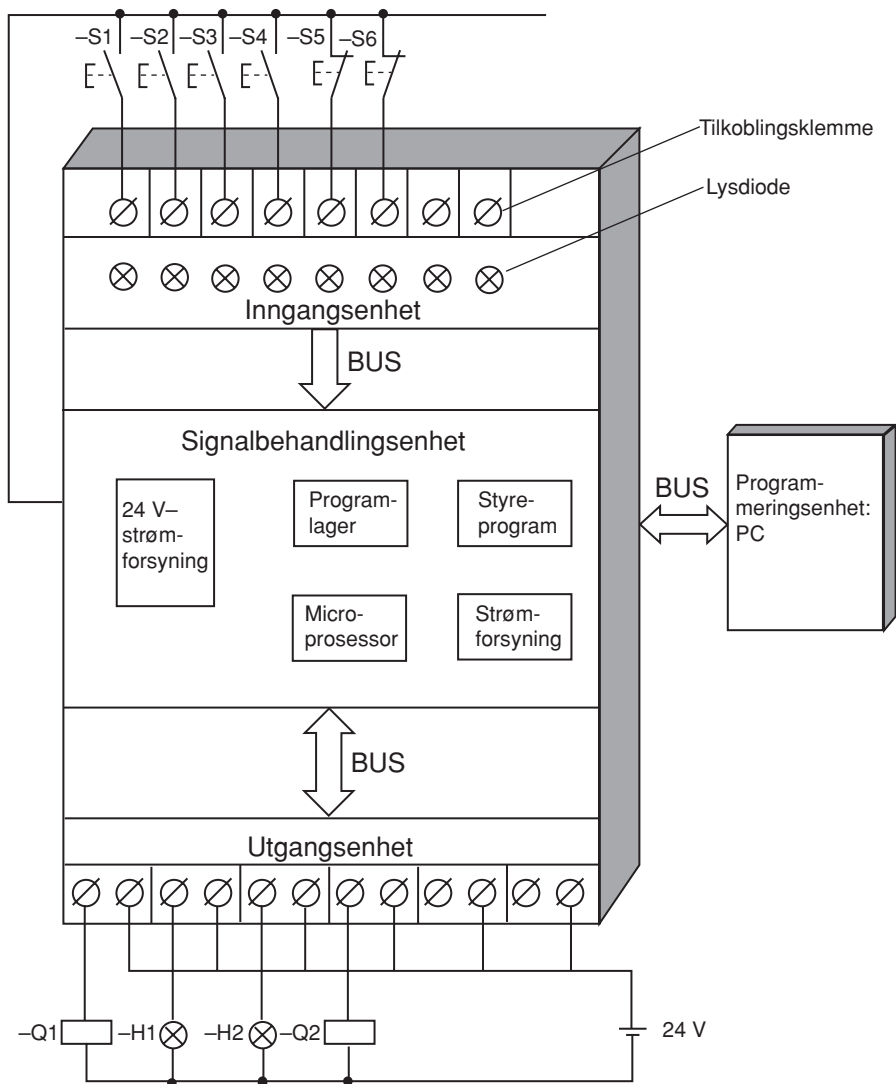 –S1
–S2
–S3
–S4
–S5
–S6
Tilkoblingsklemme
Lysdiode
Inngangsenhet
BUS
Signalbehandlingsenhet
24 V–
strøm-
forsyning
Program-
lager
Styre-
program
Micro-
prosessor
Strøm-
forsyning
BUS
Program-
meringsenhet:
PC
BUS
Utgangsenhet
–Q1
–H1
–H2
–Q2
24 V